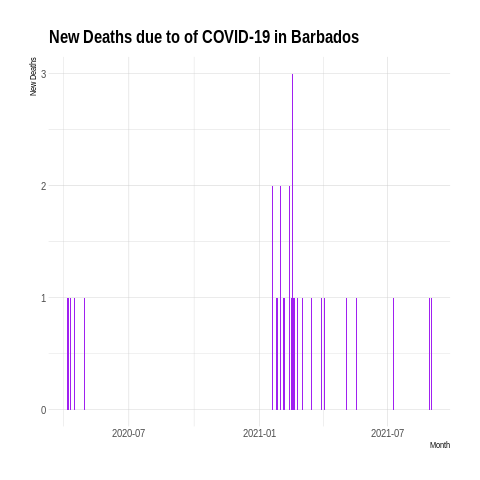 New Deaths due to of COVID-19 in Barbados
New Deaths
3
2
1
0
2020-07
2021-01
2021-07
Month